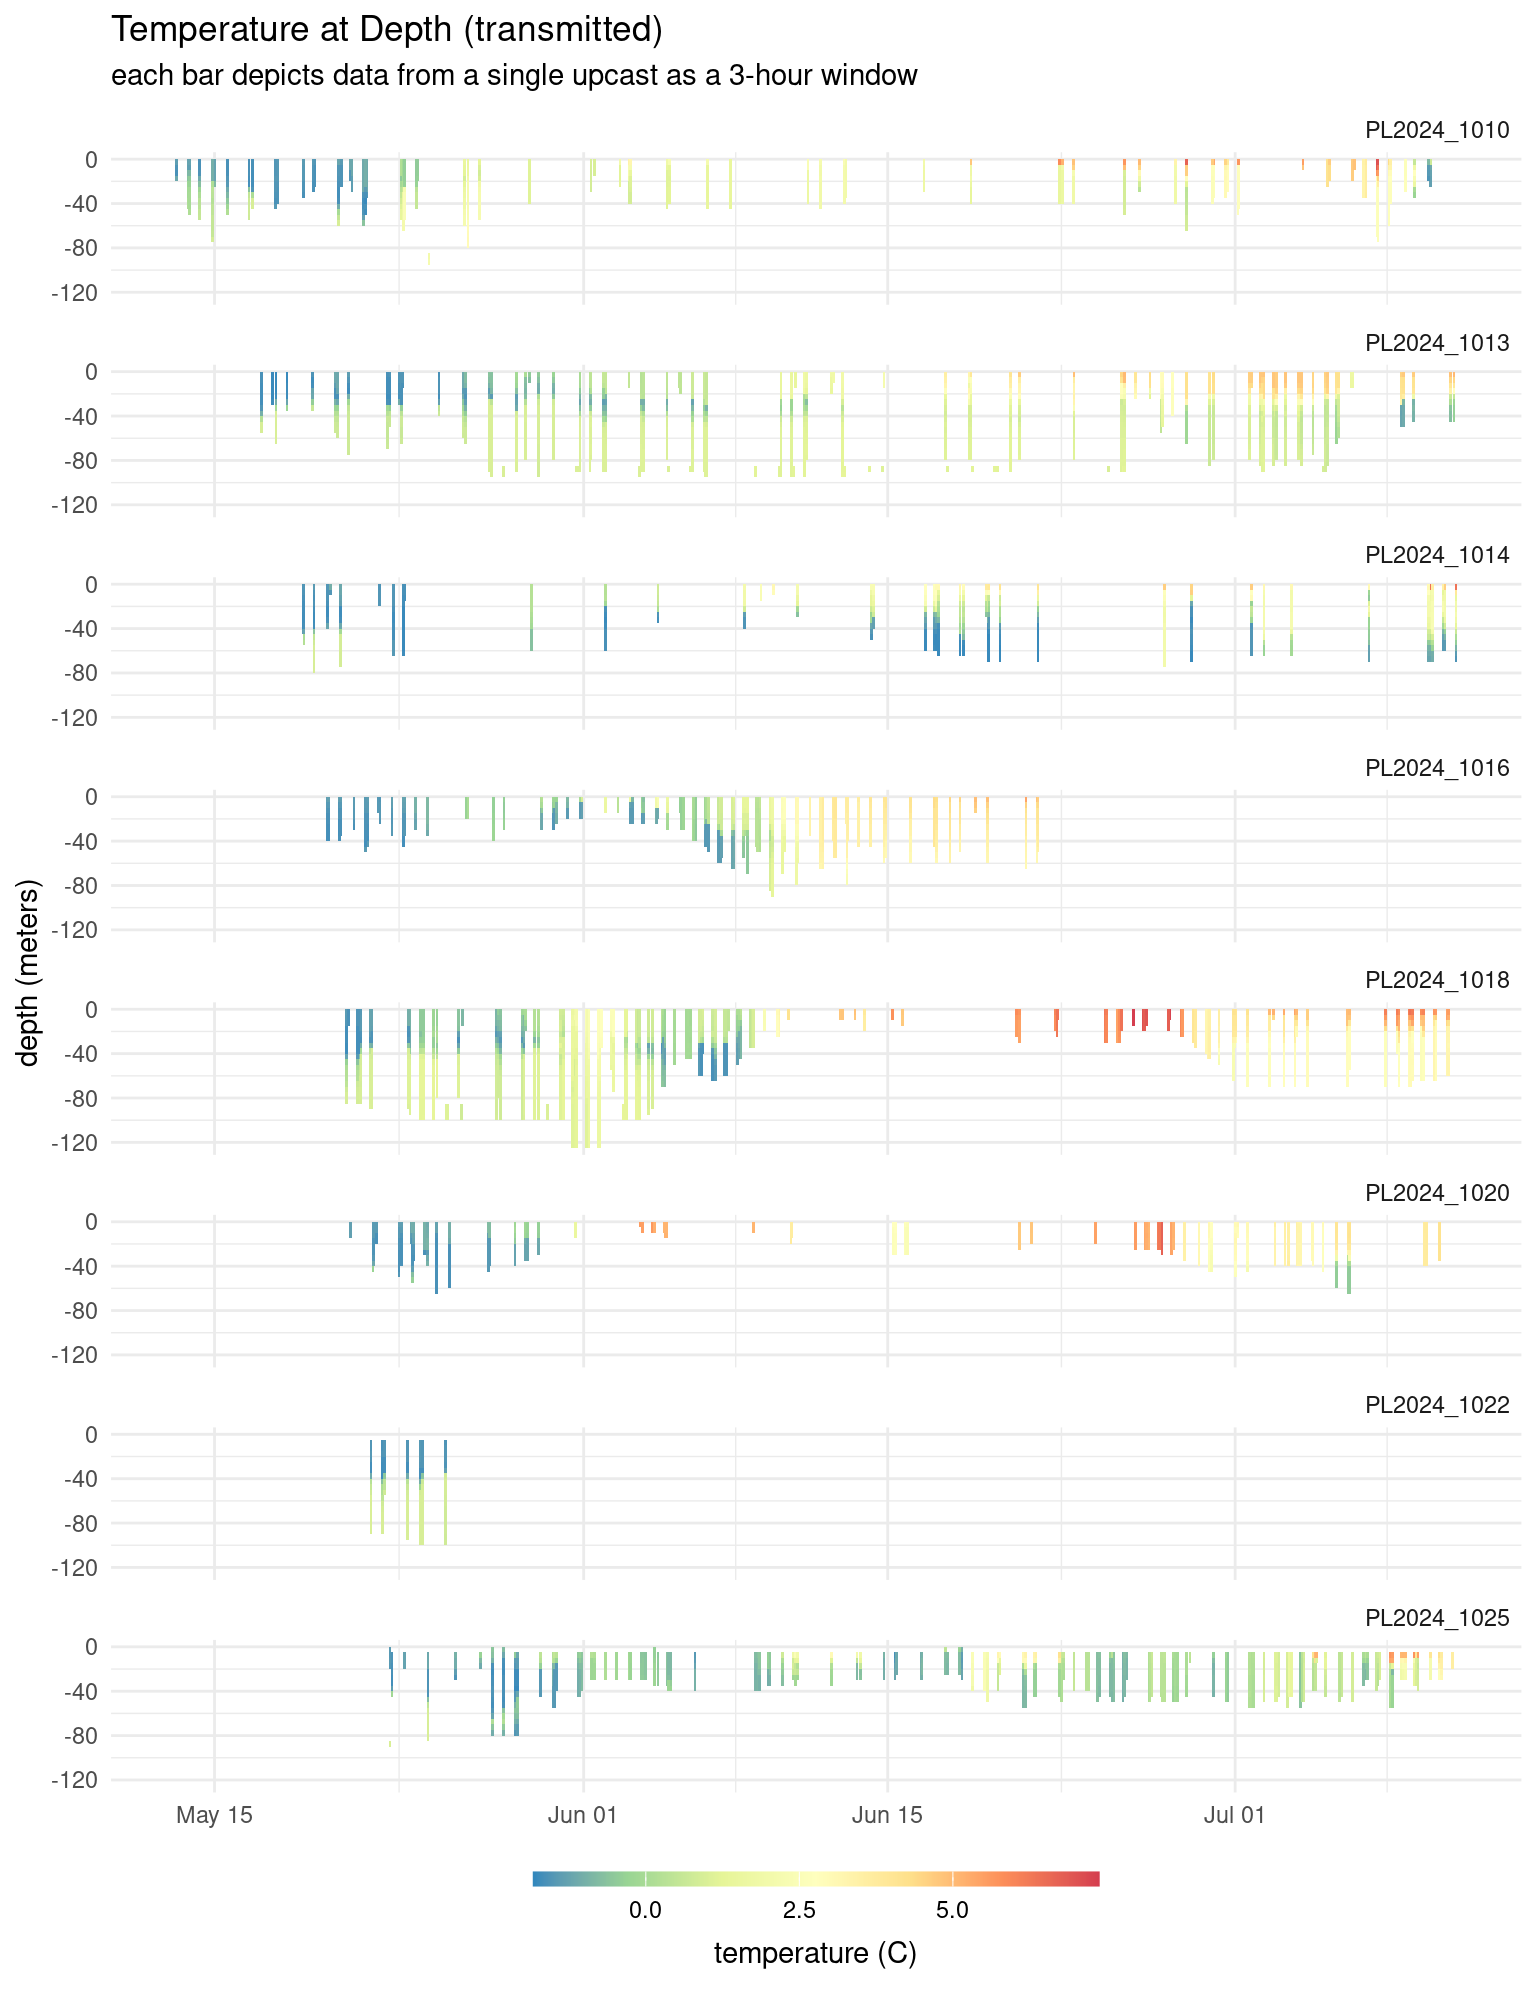 Temperature at Depth (transmitted)
each bar depicts data from a single upcast as a 3-hour window
PL2024_1010
0
-40
-80
-120
PL2024_1013
0
-40
-80
-120
PL2024_1014
0
-40
-80
-120
PL2024_1016
0
-40
-80
-120
depth (meters)
PL2024_1018
0
-40
-80
-120
PL2024_1020
0
-40
-80
-120
PL2024_1022
0
-40
-80
-120
PL2024_1025
0
-40
-80
-120
May 15 Jun 01 Jun 15 Jul 01
0.0 2.5 5.0
temperature (C)